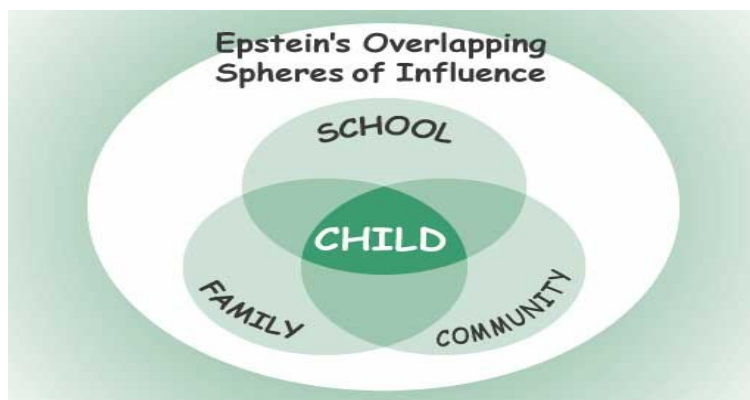 Epstein's Overlapping
Spheres of Influence
SCHOOL
CHILD
FAMILY
COMMUNITY